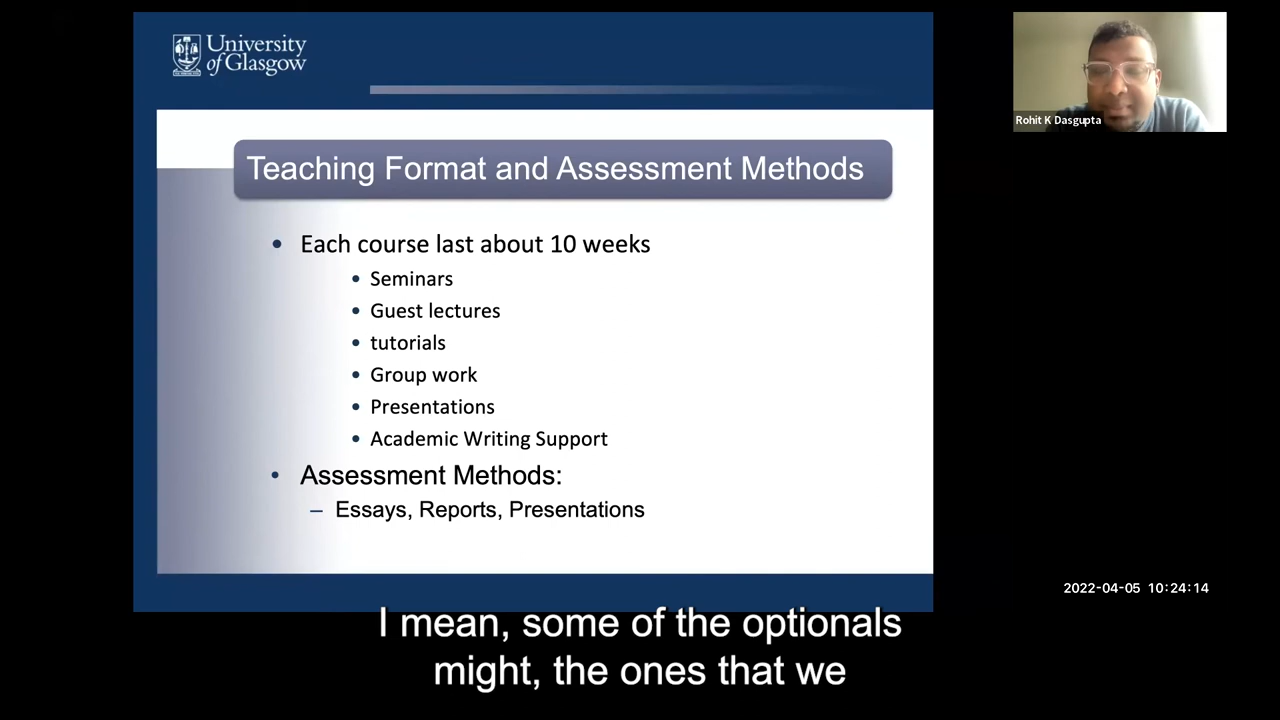 University
of Glasgow
Rohit K Dasgupta
Teaching Format and Assessment Methods
• Each course last about 10 weeks
• Seminars
• Guest lectures
• tutorials
• Group work
• Presentations
• Academic Writing Support
• Assessment Methods:
– Essays, Reports, Presentations
2022-04-05 10:24:14
I mean, some of the optionals
might, the ones that we